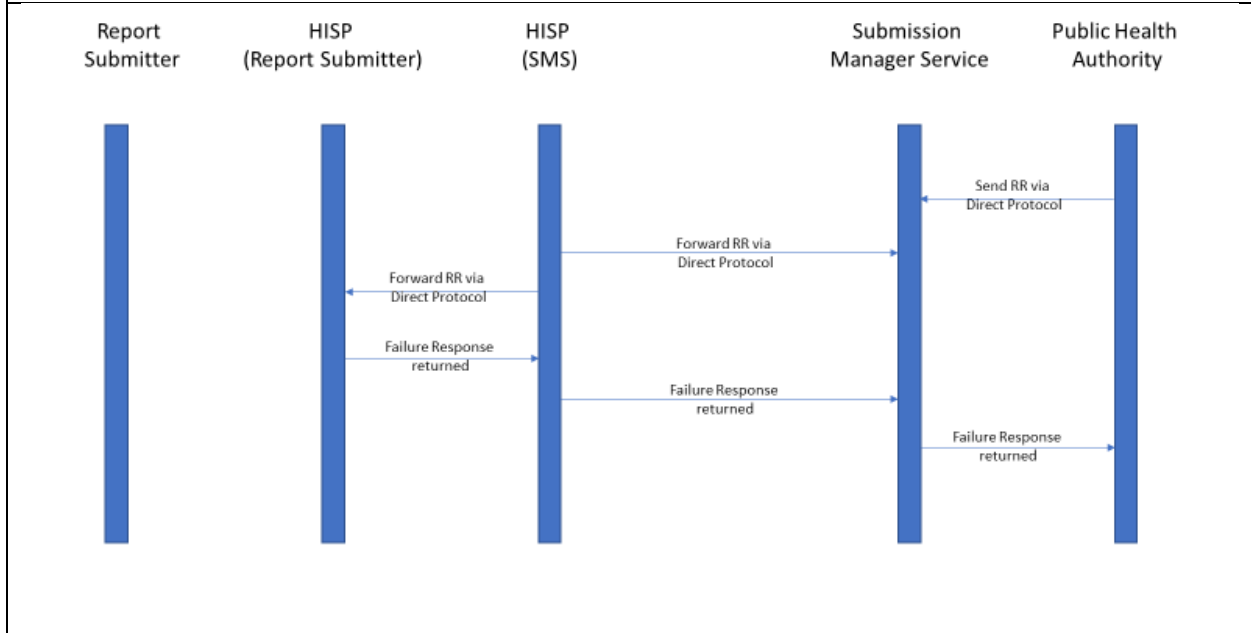 Report
Submitter
HISP
(Report Submitter)
HISP
(SMS)
Submission
Manager Service
Public Health
Authority
Send RR via
Direct Protocol
Forward RR via
Direct Protocol
Forward RR via
Direct Protocol
Failure Response
returned
Failure Response
returned
Failure Response
returned